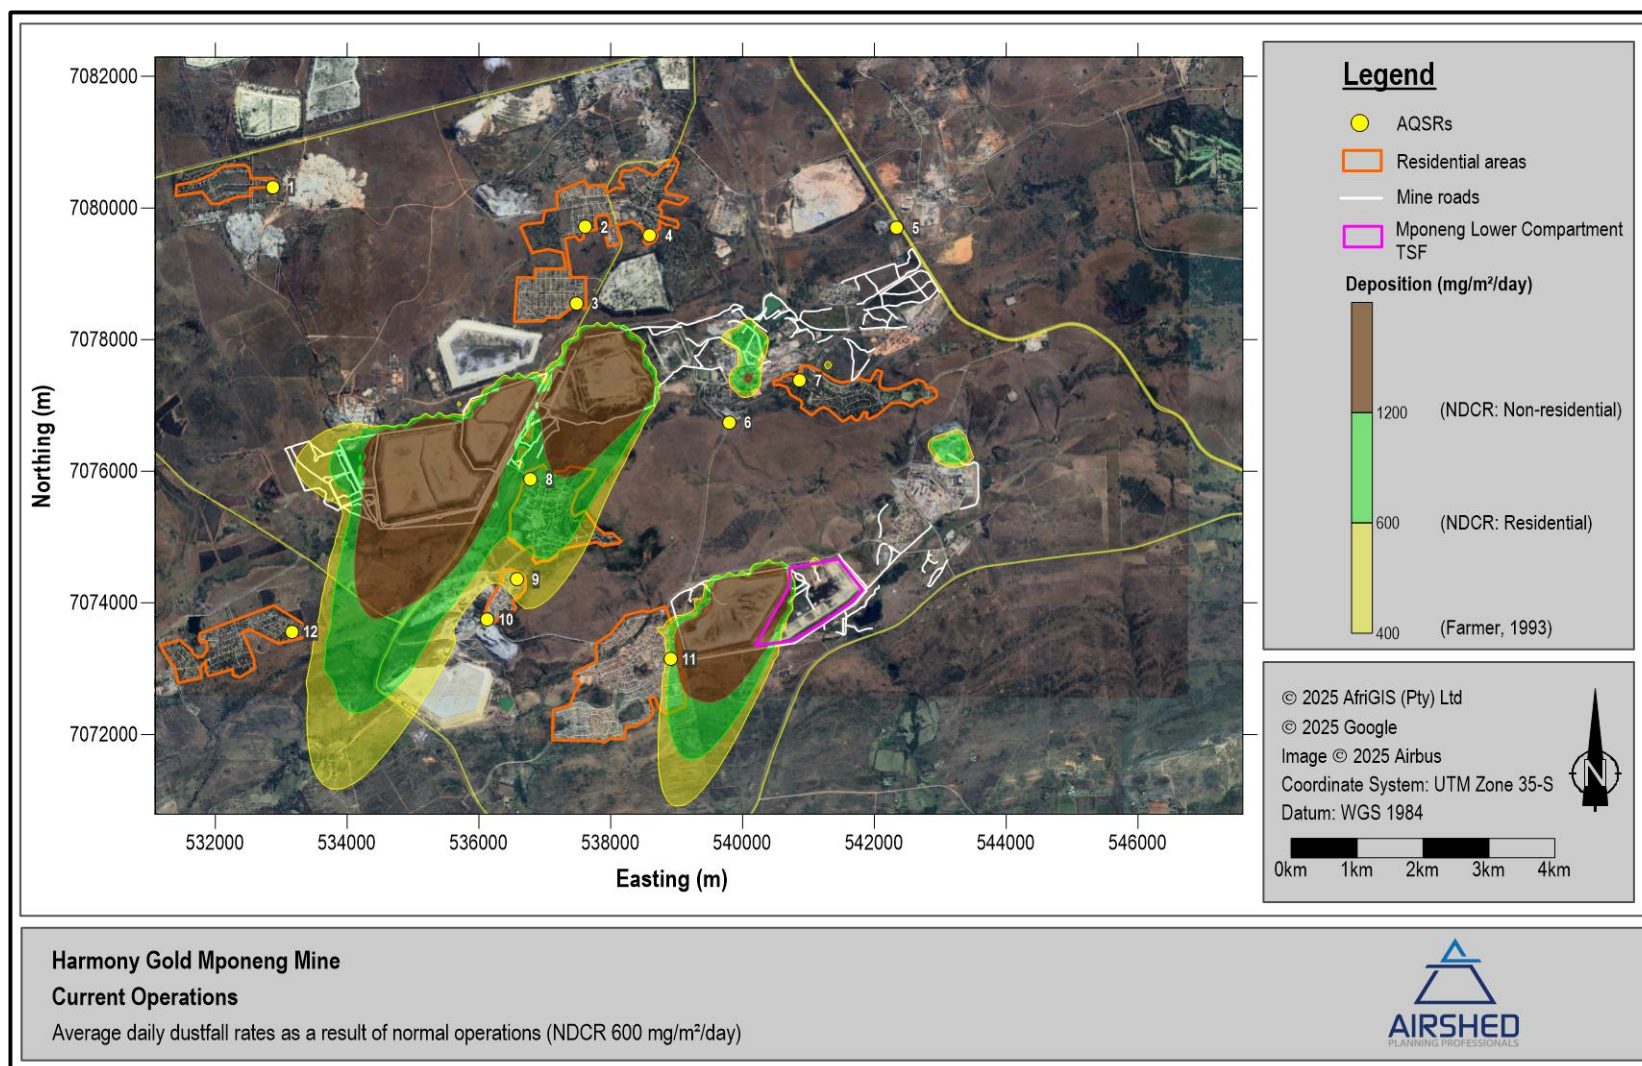 7082000
7080000
7078000
7076000
7074000
7072000
Northing (m)
532000
534000
536000
538000
540000
542000
544000
546000
Easting (m)
1
2
3
4
5
6
7
8
9
10
11
12
Legend
AQSRs
Residential areas
Mine roads
Mponeng Lower Compartment
TSF
Deposition (mg/m²/day)
1200 (NDCR: Non-residential)
600 (NDCR: Residential)
400 (Farmer, 1993)
© 2025 AfriGIS (Pty) Ltd
© 2025 Google
Image © 2025 Airbus
Coordinate System: UTM Zone 35-S
Datum: WGS 1984
N
0km 1km 2km 3km 4km
Harmony Gold Mponeng Mine
Current Operations
Average daily dustfall rates as a result of normal operations (NDCR 600 mg/m²/day)
AIRSHED
PLANNING PROFESSIONALS